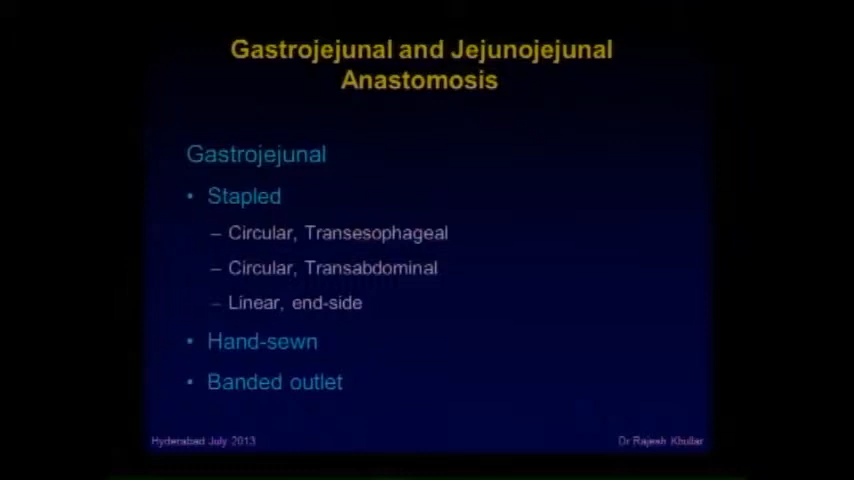 Gastrojejunal and Jejunojejunal
Anastomosis
Gastrojejunal
• Stapled
– Circular, Transesophageal
– Circular, Transabdominal
– Linear, end-side
• Hand-sewn
• Banded outlet
Hyderabad July 2013
Dr Rajesh Khullar